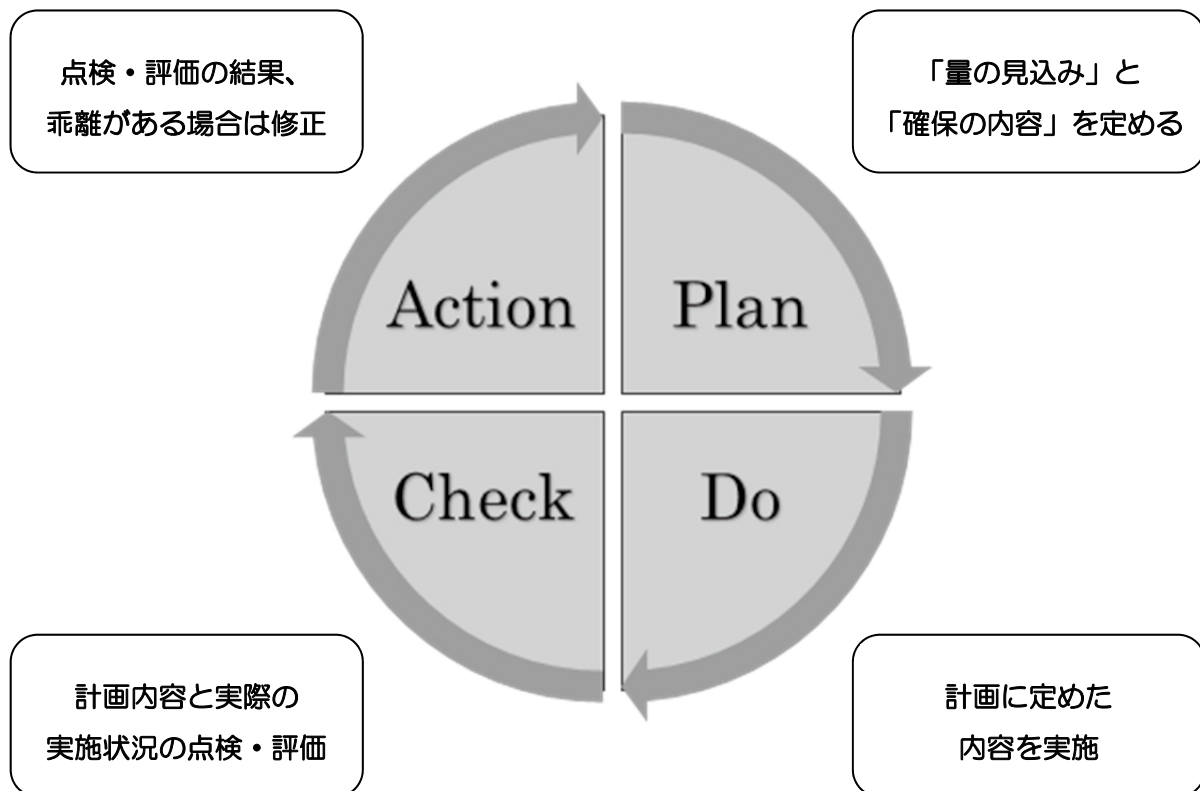 点検・評価の結果、
乖離がある場合は修正
「量の見込み」と
「確保の内容」を定める
Action
Plan
Check
Do
計画内容と実際の
実施状況の点検・評価
計画に定めた
内容を実施